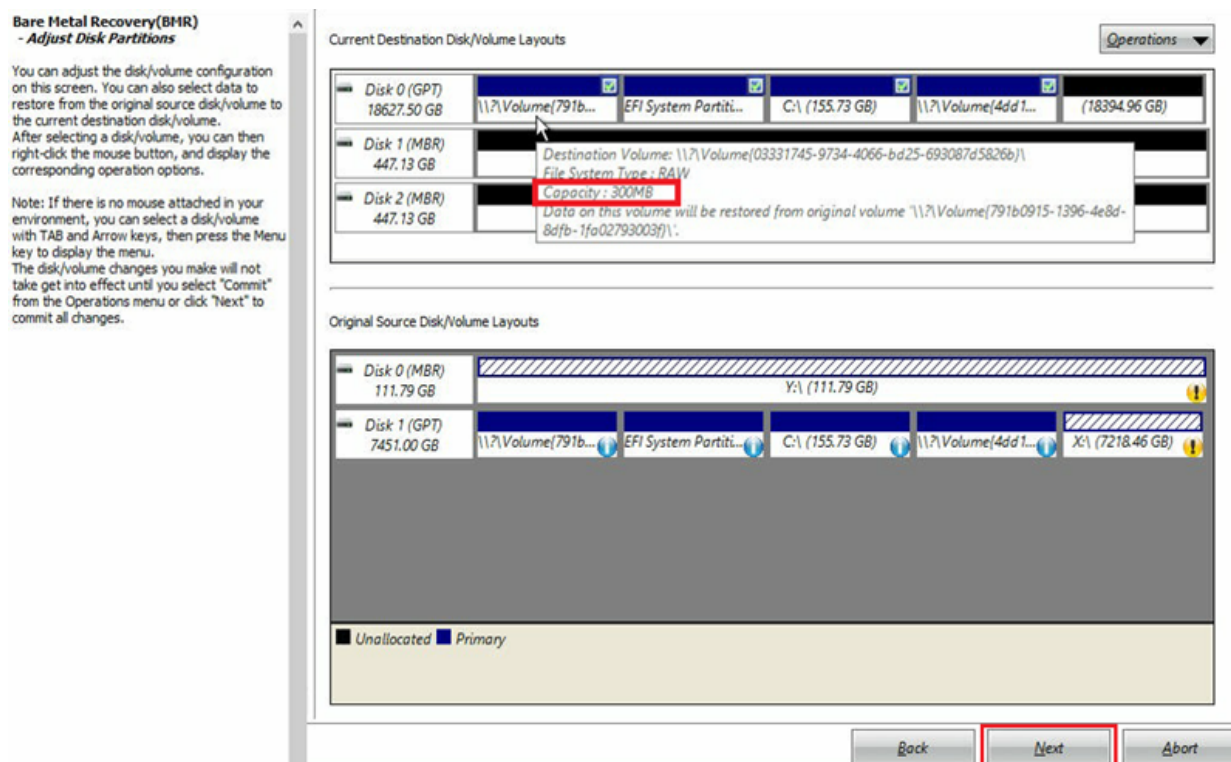 Bare Metal Recovery(BMR)
- Adjust Disk Partitions
You can adjust the disk/volume configuration
on this screen. You can also select data to
restore from the original source disk/volume to
the current destination disk/volume.
After selecting a disk/volume, you can then
right-click the mouse button, and display the
corresponding operation options.
Note: If there is no mouse attached in your
environment, you can select a disk/volume
with TAB and Arrow keys, then press the Menu
key to display the menu.
The disk/volume changes you make will not
take get into effect until you select "Commit"
from the Operations menu or click "Next" to
commit all changes.
Current Destination Disk/Volume Layouts
Operations
Disk 0 (GPT)
18627.50 GB
\\?\Volume{791b...
EFI System Partiti...
C:\ (155.73 GB)
\\?\Volume{4dd1...
(18394.96 GB)
Disk 1 (MBR)
447.13 GB
Disk 2 (MBR)
447.13 GB
Destination Volume: \\?\Volume{03331745-9734-4066-bd25-693087d5826b}\
File System Type : RAW
Capacity : 300MB
Data on this volume will be restored from original volume '\\?\Volume{791b0915-1396-4e8d-
8dfb-1fa02793003f}\'.
Original Source Disk/Volume Layouts
Disk 0 (MBR)
111.79 GB
Y:\ (111.79 GB)
Disk 1 (GPT)
7451.00 GB
\\?\Volume{791b...
EFI System Partiti...
C:\ (155.73 GB)
\\?\Volume{4dd1...
X:\ (7218.46 GB)
Unallocated Primary
Back Next Abort